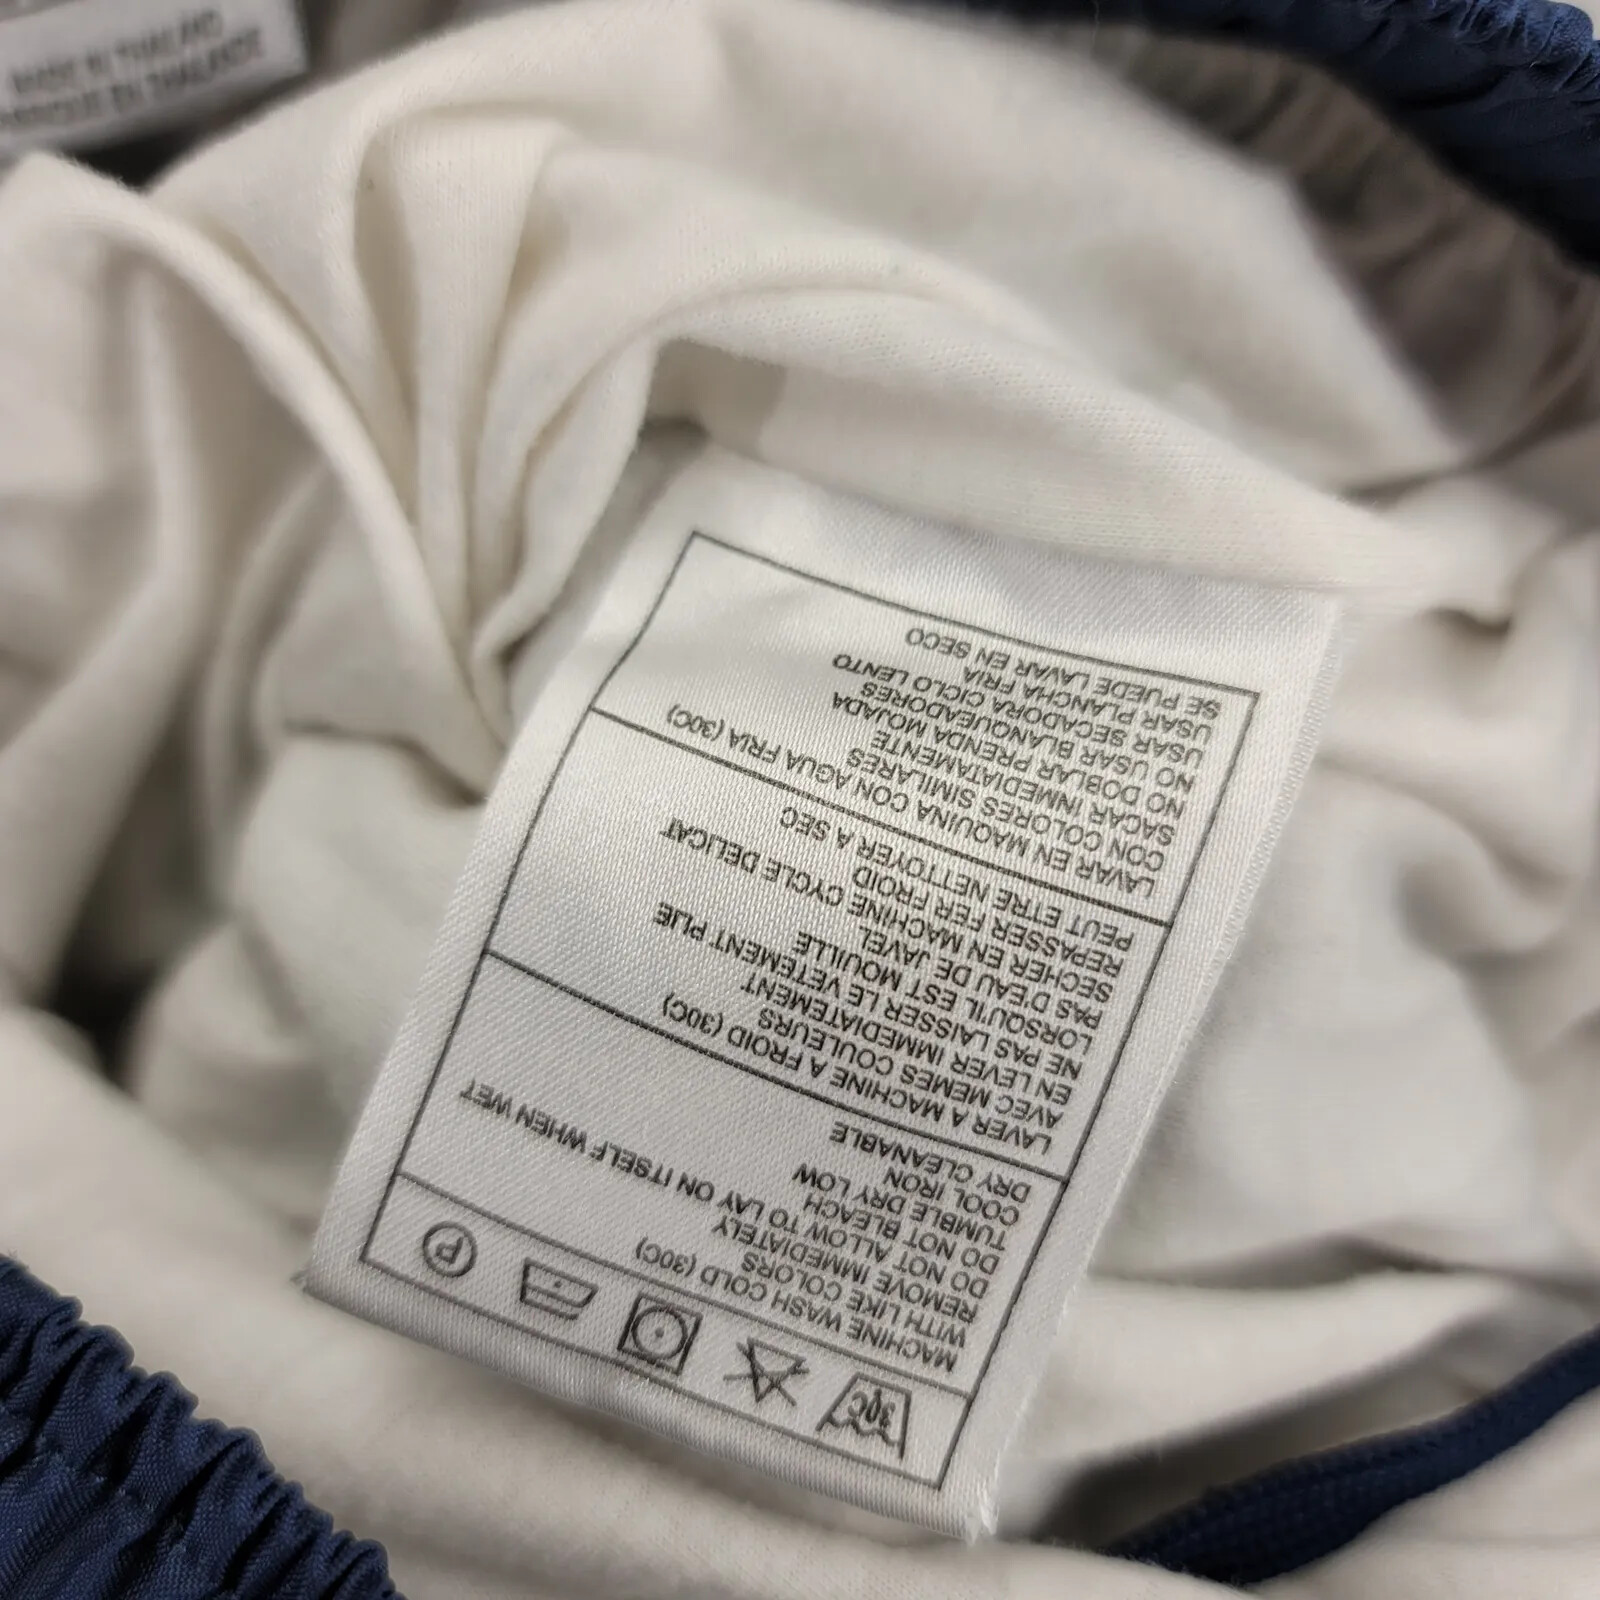 MADE IN THAILAND
30C
P
MACHINE WASH COLD (30C)
WITH LIKE COLORS
REMOVE IMMEDIATELY
DO NOT ALLOW TO LAY ON ITSELF WHEN WET
DO NOT BLEACH
TUMBLE DRY LOW
COOL IRON
DRY CLEANABLE
LAVER A MACHINE A FROID (30C)
AVEC MEMES COULEURS
EN LEVER IMMEDIATEMENT
NE PAS LAISSER LE VETEMENT PLIE
LORSQU'IL EST MOUILLE
PAS D'EAU DE JAVEL
SECHER EN MACHINE CYCLE DELICAT
REPASSER FER FROID
PEUT ETRE NETTOYER A SEC
LAVAR EN MAQUINA CON AGUA FRIA (30C)
CON COLORES SIMILARES
SACAR INMEDIATAMENTE
NO DOBLAR PRENDA MOJADA
NO USAR BLANQUEADORES
USAR SECADORA CICLO LENTO
USAR PLANCHA FRIA
SE PUEDE LAVAR EN SECO